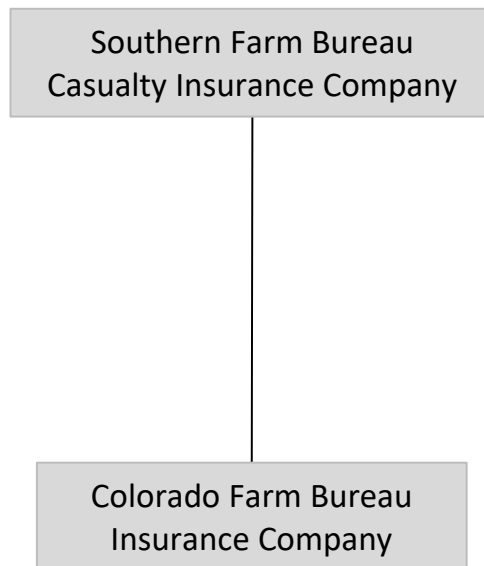 Southern Farm Bureau
Casualty Insurance Company
Colorado Farm Bureau
Insurance Company